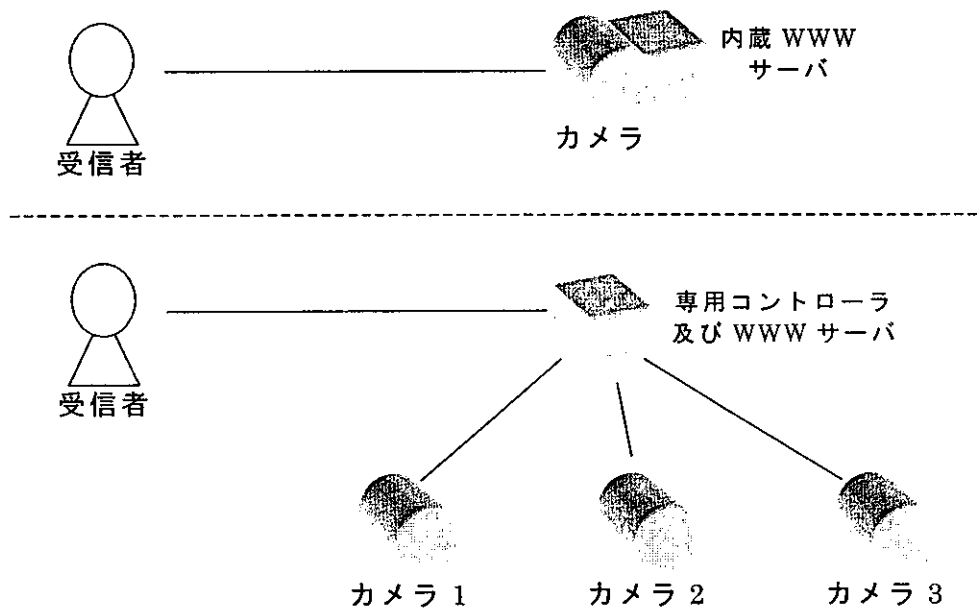 内蔵 WWW
サーバ
カメラ
受信者
専用コントローラ
及び WWW サーバ
受信者
カメラ 1
カメラ 2
カメラ 3